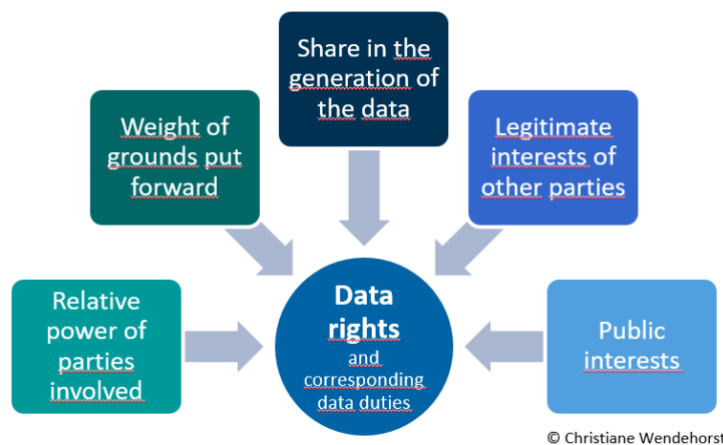 Share in the
generation of
the data
Weight of
grounds put
forward
Legitimate
interests of
other parties
Relative
power of
parties
involved
Data
rights
and
corresponding
data duties
Public
interests
© Christiane Wendehorst